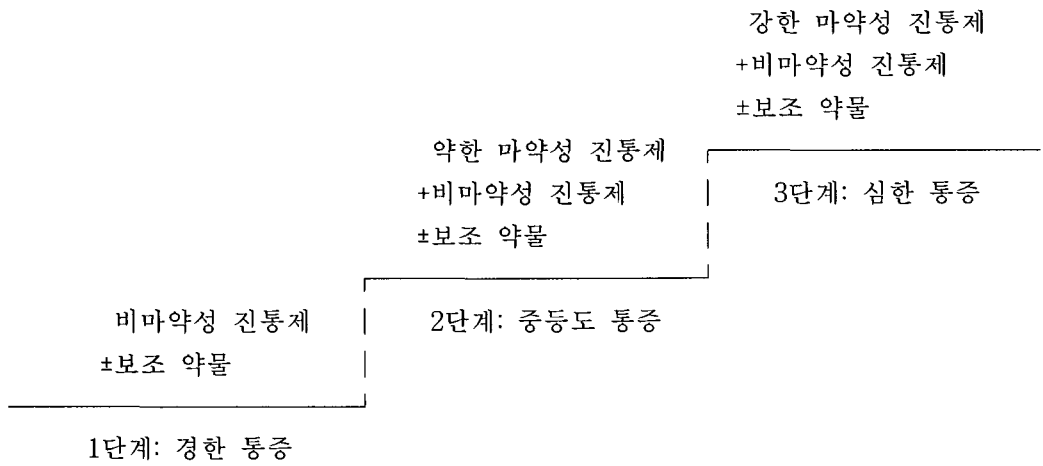 강한 마약성 진통제
+비마약성 진통제
±보조 약물
3단계: 심한 통증
약한 마약성 진통제
+비마약성 진통제
±보조 약물
2단계: 중등도 통증
비마약성 진통제
±보조 약물
1단계: 경한 통증